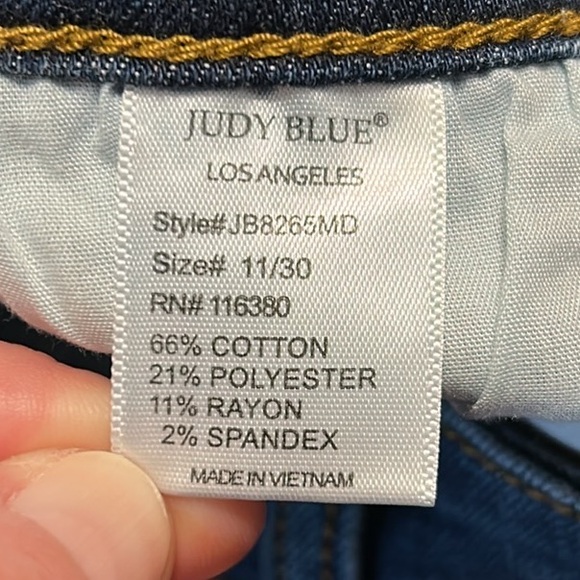 JUDY BLUE®
LOS ANGELES
Style#JB8265MD
Size# 11/30
RN# 116380
66% COTTON
21% POLYESTER
11% RAYON
2% SPANDEX
MADE IN VIETNAM